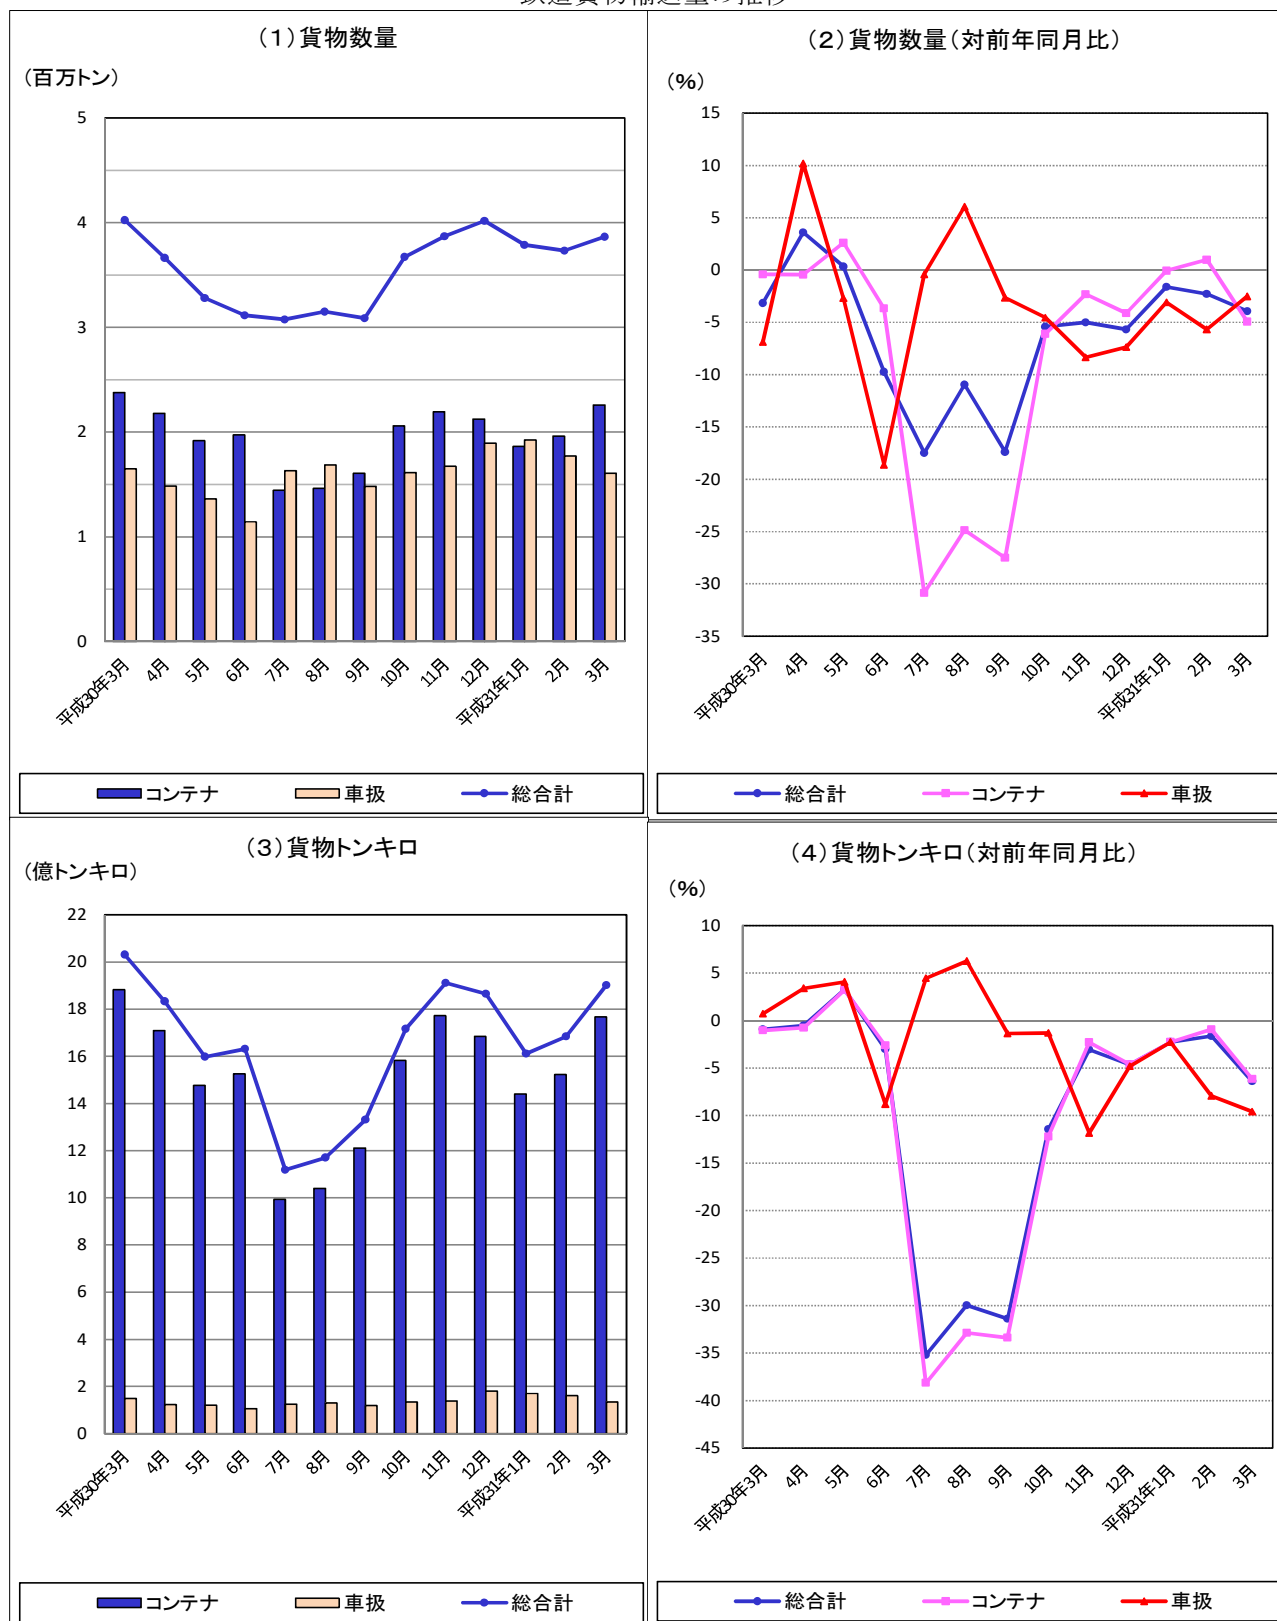 鉄道貨物輸送量の推移
（1）貨物数量
（百万トン）
5
4
3
2
1
0
平成30年3月
4月
5月
6月
7月
8月
9月
10月
11月
12月
平成31年1月
2月
3月
コンテナ
車扱
総合計
（2）貨物数量（対前年同月比）
（%）
15
10
5
0
-5
-10
-15
-20
-25
-30
-35
平成30年3月
4月
5月
6月
7月
8月
9月
10月
11月
12月
平成31年1月
2月
3月
総合計
コンテナ
車扱
（3）貨物トンキロ
（億トンキロ）
22
20
18
16
14
12
10
8
6
4
2
0
平成30年3月
4月
5月
6月
7月
8月
9月
10月
11月
12月
平成31年1月
2月
3月
コンテナ
車扱
総合計
（4）貨物トンキロ（対前年同月比）
（%）
10
5
0
-5
-10
-15
-20
-25
-30
-35
-40
-45
平成30年3月
4月
5月
6月
7月
8月
9月
10月
11月
12月
平成31年1月
2月
3月
総合計
コンテナ
車扱